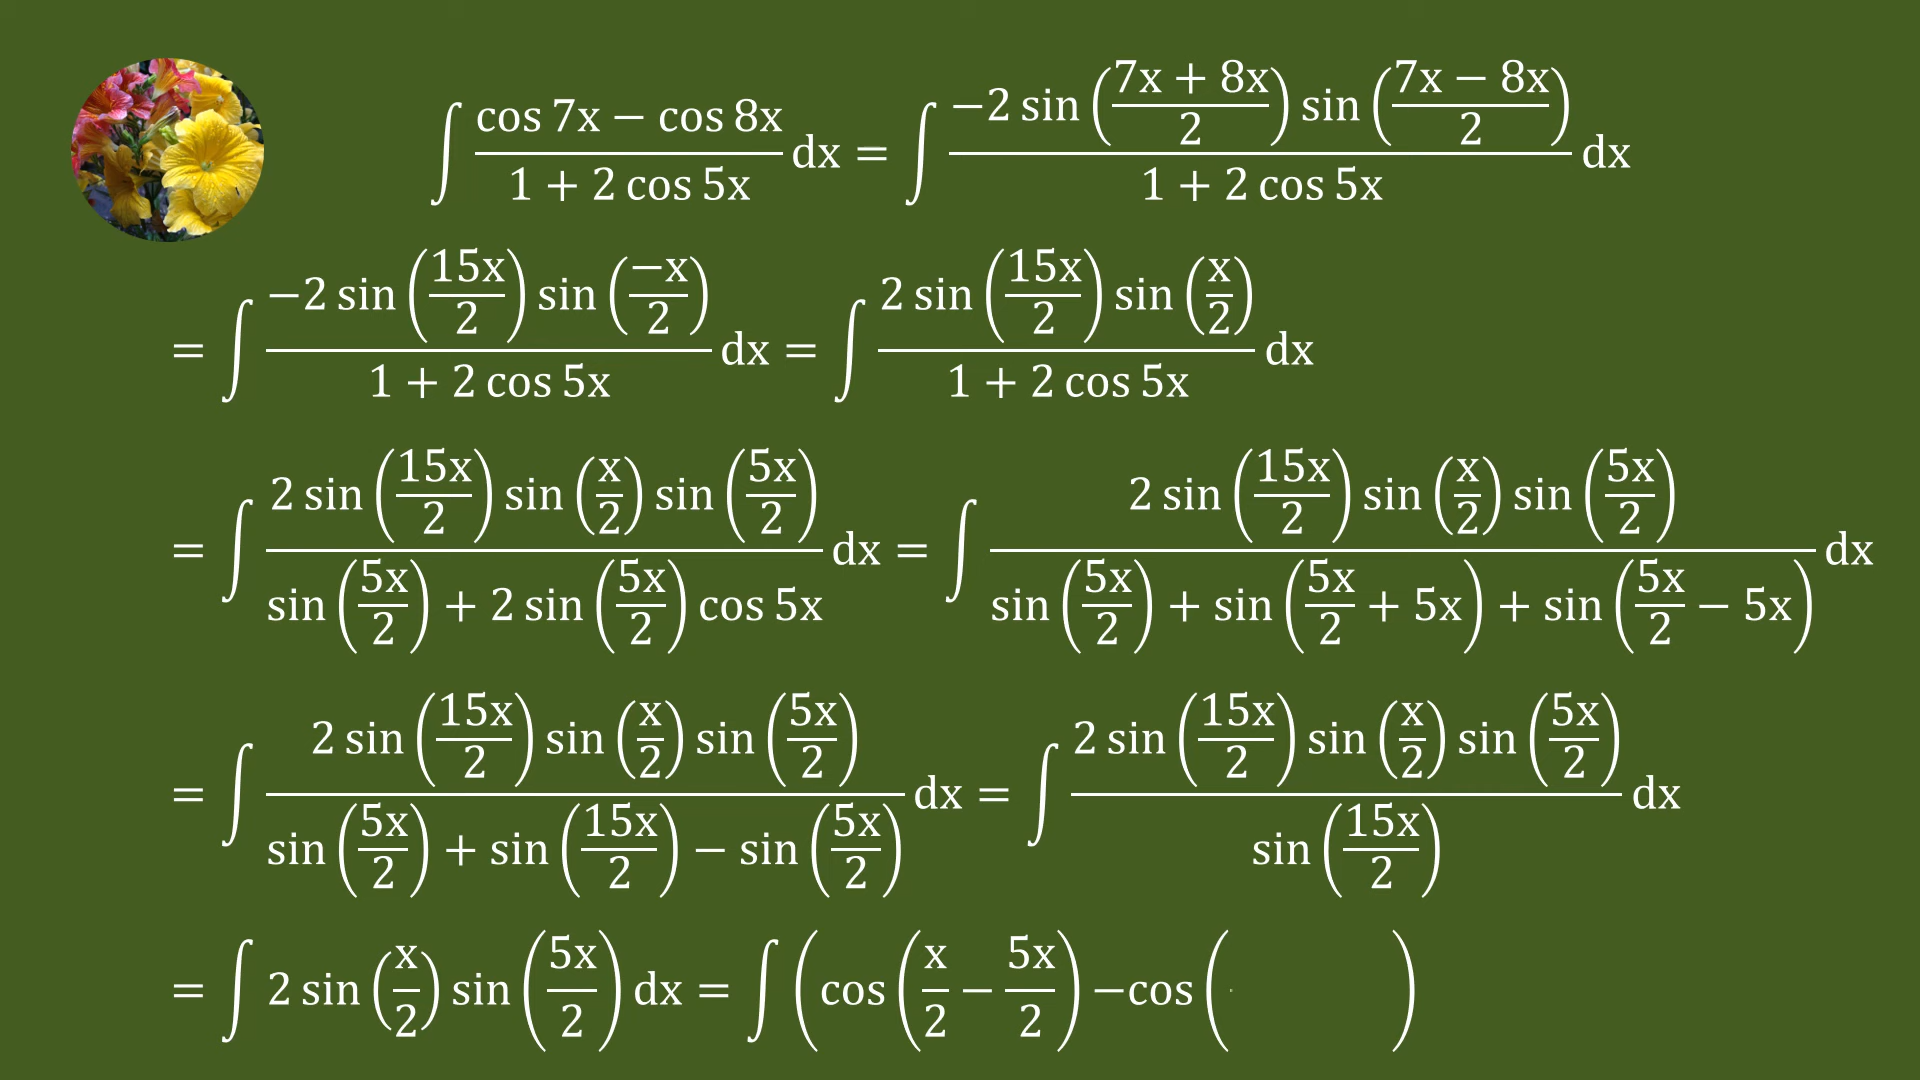 ∫ (cos 7x − cos 8x)/(1 + 2 cos 5x) dx = ∫ (−2 sin((7x + 8x)/2) sin((7x − 8x)/2))/(1 + 2 cos 5x) dx
= ∫ (−2 sin(15x/2) sin(−x/2))/(1 + 2 cos 5x) dx = ∫ (2 sin(15x/2) sin(x/2))/(1 + 2 cos 5x) dx
= ∫ (2 sin(15x/2) sin(x/2) sin(5x/2))/(sin(5x/2) + 2 sin(5x/2) cos 5x) dx = ∫ (2 sin(15x/2) sin(x/2) sin(5x/2))/(sin(5x/2) + sin(5x/2 + 5x) + sin(5x/2 − 5x)) dx
= ∫ (2 sin(15x/2) sin(x/2) sin(5x/2))/(sin(5x/2) + sin(15x/2) − sin(5x/2)) dx = ∫ (2 sin(15x/2) sin(x/2) sin(5x/2))/(sin(15x/2)) dx
= ∫ 2 sin(x/2) sin(5x/2) dx = ∫ (cos(x/2 − 5x/2) −cos( )